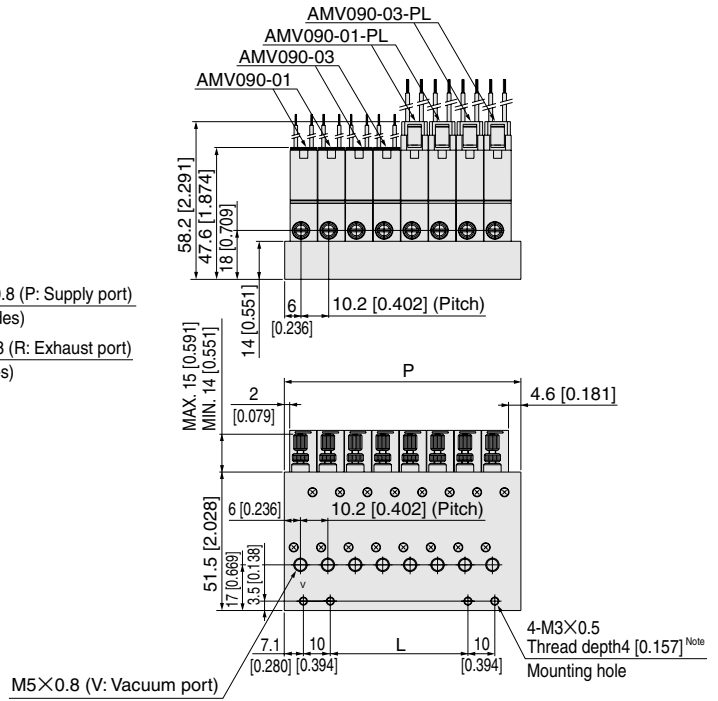 AMV090-03-PL
AMV090-01-PL
AMV090-03
AMV090-01
58.2 [2.291]
47.6 [1.874]
18 [0.709]
14 [0.551]
6
[0.236]
10.2 [0.402] (Pitch)
0.8 (P: Supply port)
les)
8 (R: Exhaust port)
es)
MAX. 15 [0.591]
MIN. 14 [0.551]
P
2
[0.079]
4.6 [0.181]
6 [0.236]
10.2 [0.402] (Pitch)
51.5 [2.028]
17 [0.669]
3.5 [0.138]
V
7.1
[0.280]
10
[0.394]
L
10
[0.394]
4-M3×0.5
Thread depth4 [0.157] Note
Mounting hole
M5×0.8 (V: Vacuum port)